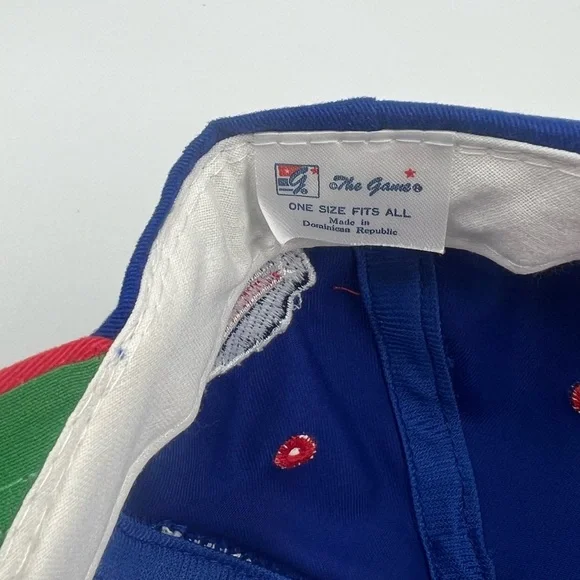 G. ©The Game®
ONE SIZE FITS ALL
Made in
Dominican Republic